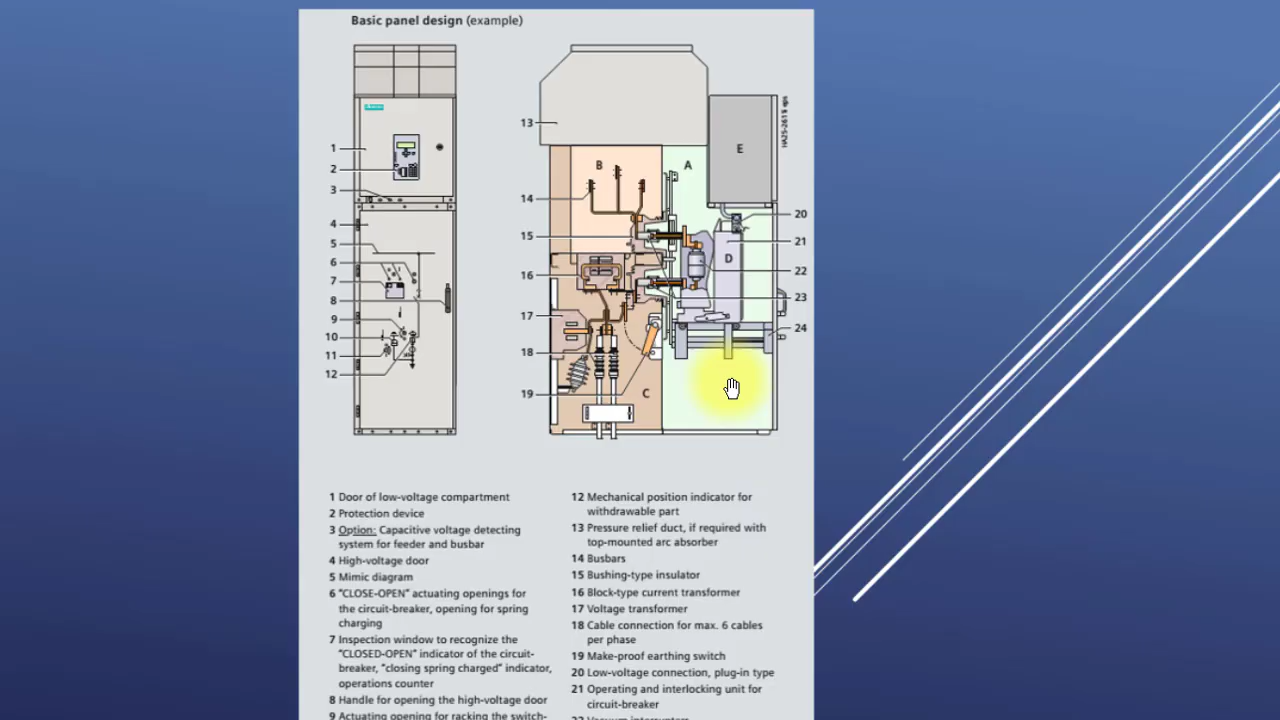 Basic panel design (example)
1
2
3
4
5
6
7
8
9
10
11
12
13
14
15
16
17
18
19
B
A
E
D
C
20
21
22
23
24
1 Door of low-voltage compartment
2 Protection device
3 Option: Capacitive voltage detecting
system for feeder and busbar
4 High-voltage door
5 Mimic diagram
6 "CLOSE-OPEN" actuating openings for
the circuit-breaker, opening for spring
charging
7 Inspection window to recognize the
"CLOSED-OPEN" indicator of the circuit-
breaker, "closing spring charged" indicator,
operations counter
8 Handle for opening the high-voltage door
9 Actuating opening for racking the switch-
12 Mechanical position indicator for
withdrawable part
13 Pressure relief duct, if required with
top-mounted arc absorber
14 Busbars
15 Bushing-type insulator
16 Block-type current transformer
17 Voltage transformer
18 Cable connection for max. 6 cables
per phase
19 Make-proof earthing switch
20 Low-voltage connection, plug-in type
21 Operating and interlocking unit for
circuit-breaker